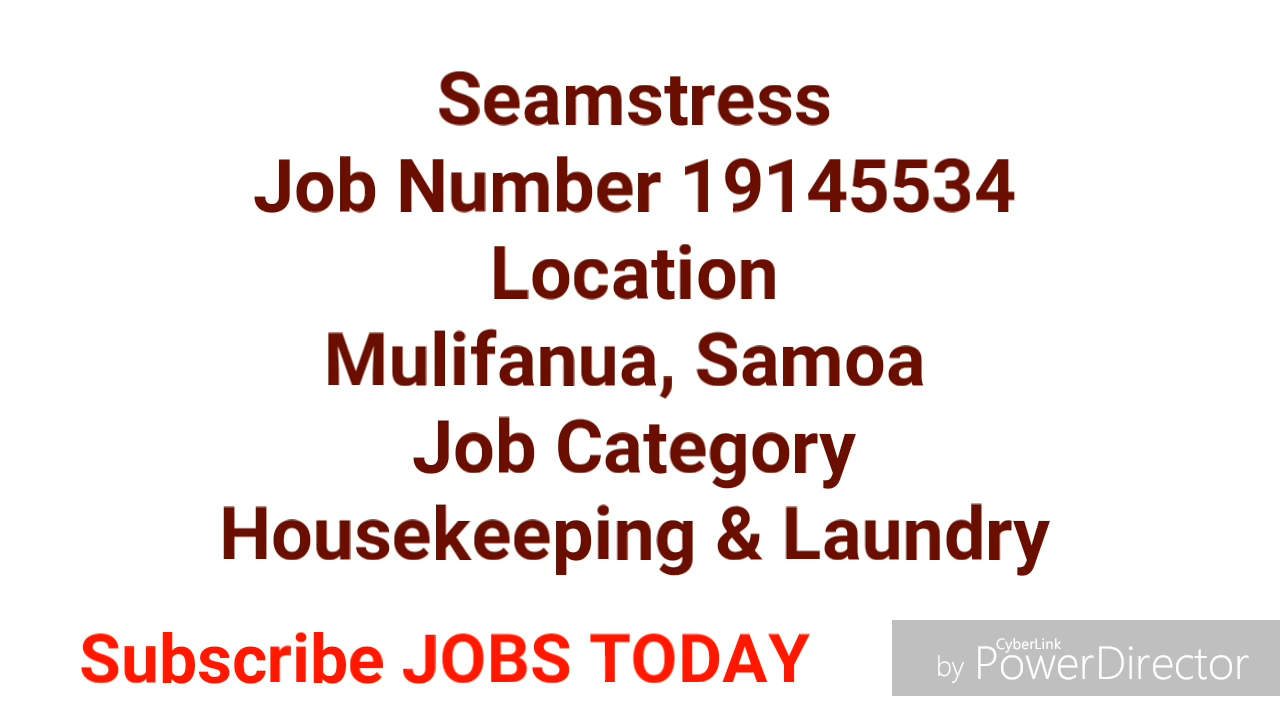 Seamstress
Job Number 19145534
Location
Mulifanua, Samoa
Job Category
Housekeeping & Laundry
Subscribe JOBS TODAY
CyberLink
by PowerDirector